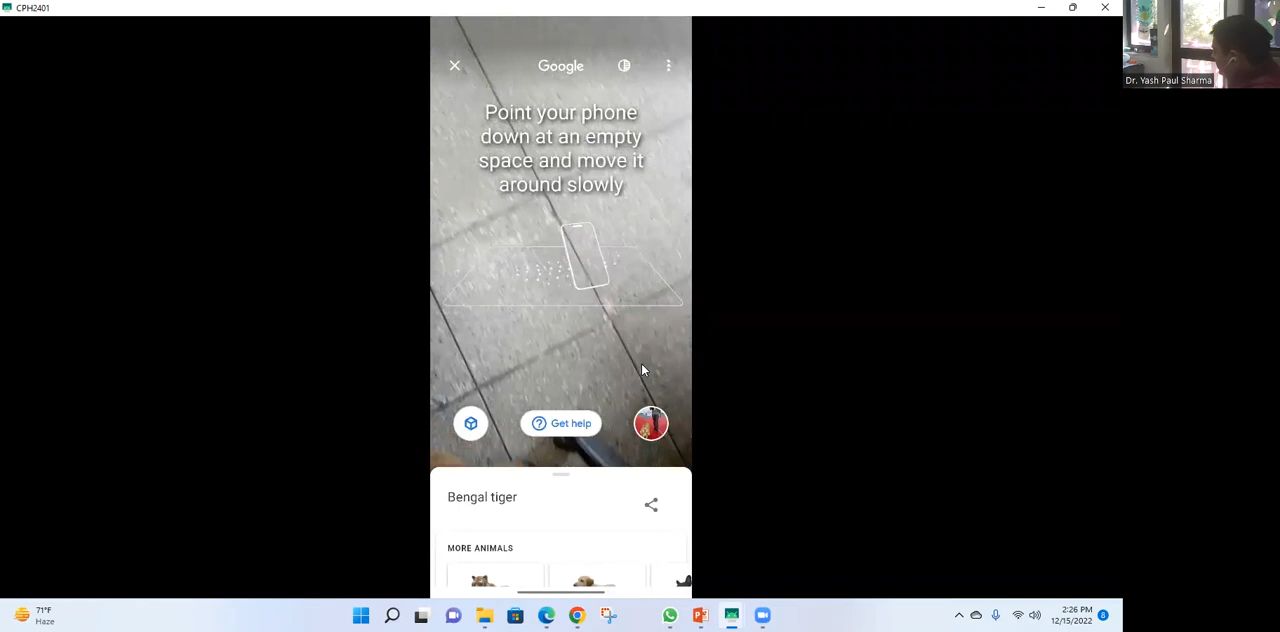 CPH2401
Dr. Yash Paul Sharma
Google
Point your phone
down at an empty
space and move it
around slowly
Get help
Bengal tiger
MORE ANIMALS
71°F
Haze
2:26 PM
12/15/2022
8